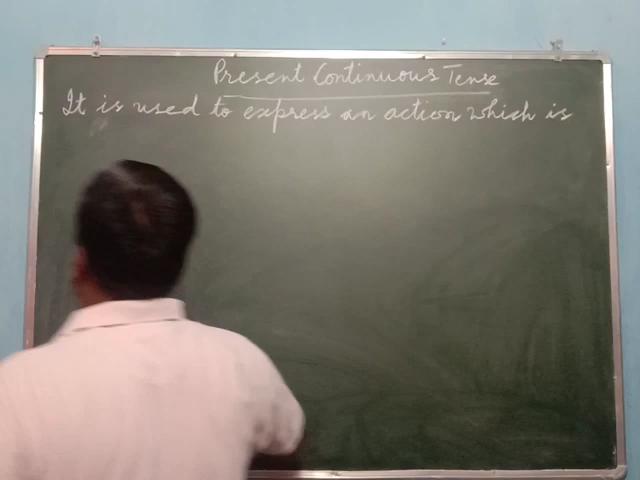 Present Continuous Tense
It is used to express an action which is